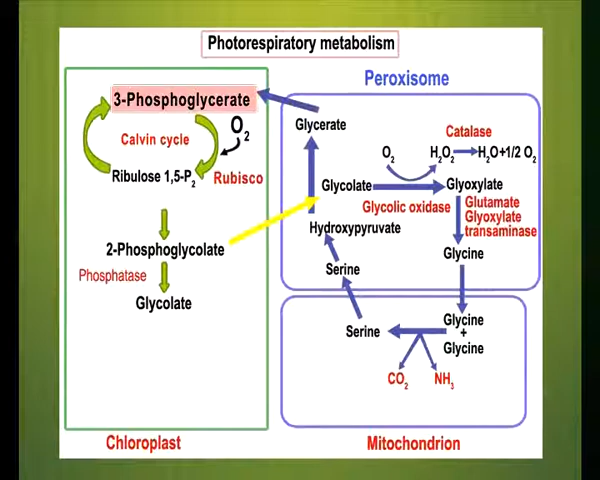 Photorespiratory metabolism
Peroxisome
3-Phosphoglycerate
O2
Calvin cycle
Ribulose 1,5-P2
Rubisco
2-Phosphoglycolate
Phosphatase
Glycolate
Chloroplast
Glycerate
Catalase
O2
H2O2
H2O+1/2 O2
Glycolate
Glyoxylate
Glycolic oxidase
Glutamate
Glyoxylate
transaminase
Hydroxypyruvate
Glycine
Serine
Serine
Glycine
+
Glycine
CO2
NH3
Mitochondrion